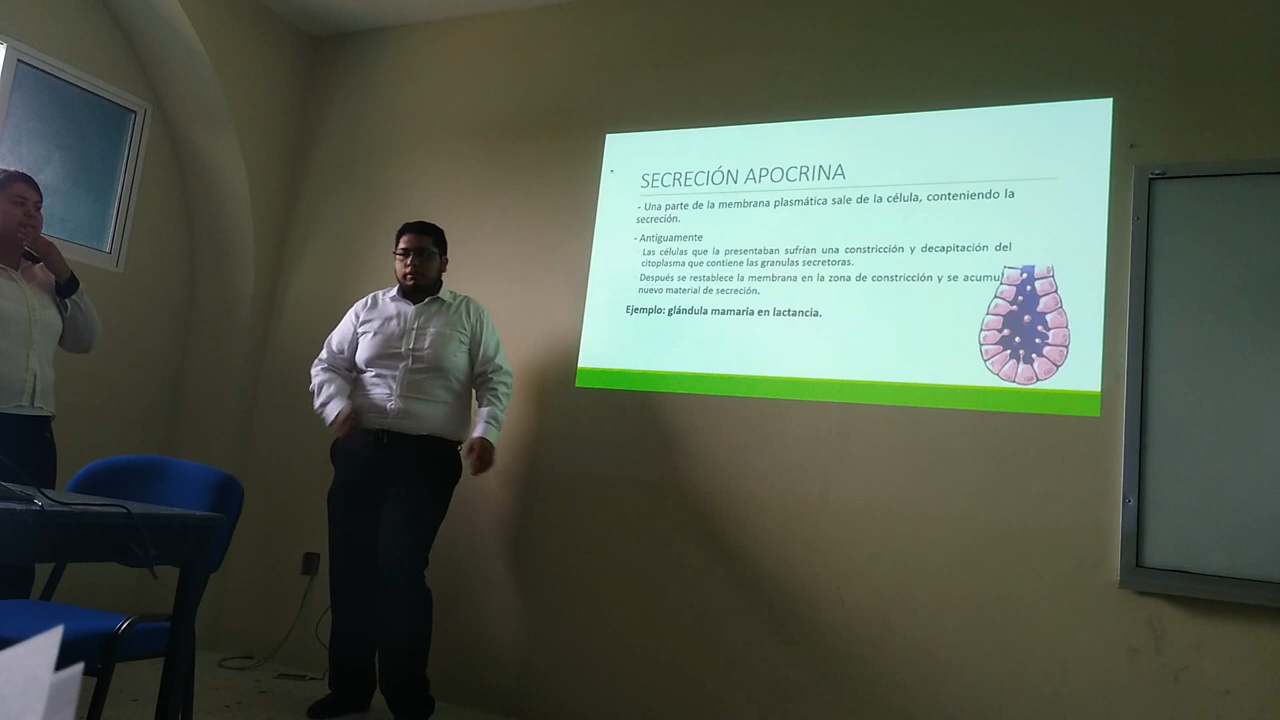 SECRECIÓN APOCRINA
- Una parte de la membrana plasmática sale de la célula, conteniendo la
secreción.
- Antiguamente
Las células que la presentaban sufrían una constricción y decapitación del
citoplasma que contiene las granulas secretoras.
Después se restablece la membrana en la zona de constricción y se acumu
nuevo material de secreción.
Ejemplo: glándula mamaria en lactancia.